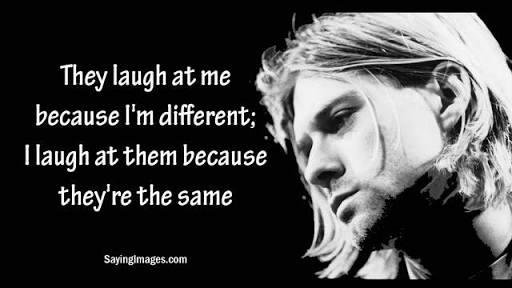 They laugh at me
because I'm different;
I laugh at them because
they're the same
SayingImages.com